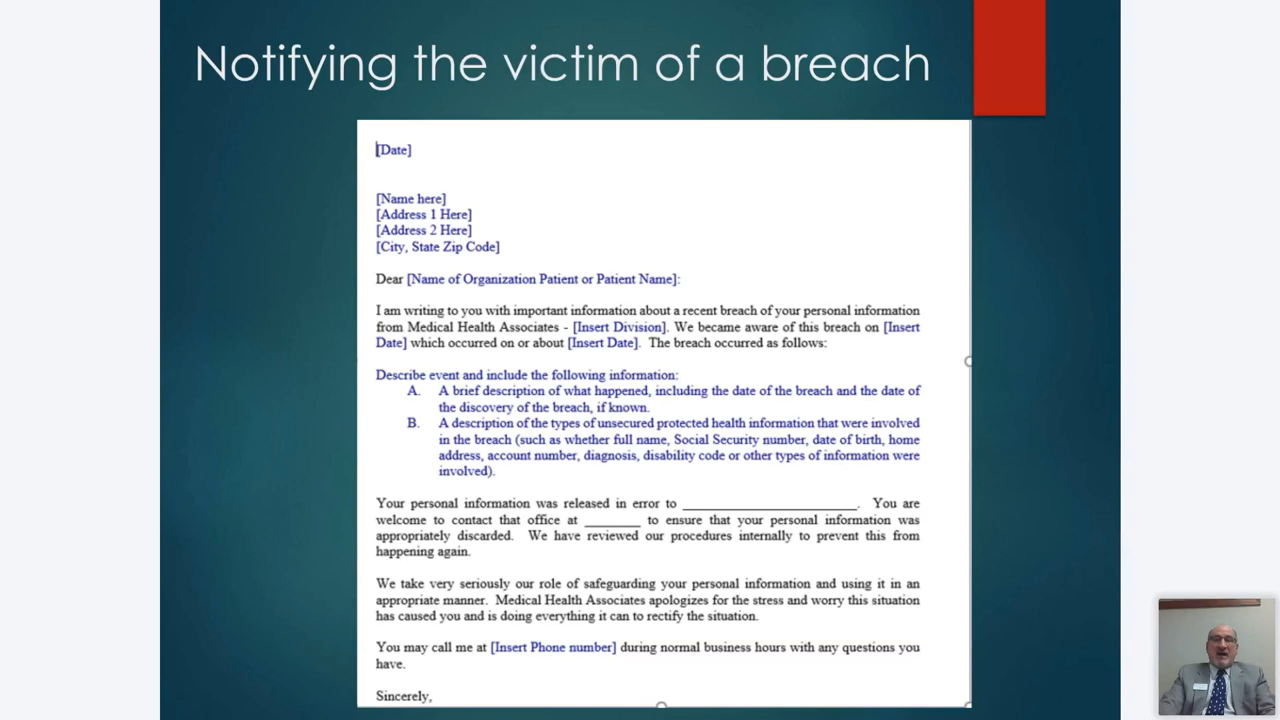 Notifying the victim of a breach
[Date]
[Name here]
[Address 1 Here]
[Address 2 Here]
[City, State Zip Code]
Dear [Name of Organization Patient or Patient Name]:
I am writing to you with important information about a recent breach of your personal information
from Medical Health Associates - [Insert Division]. We became aware of this breach on [Insert
Date] which occurred on or about [Insert Date]. The breach occurred as follows:
Describe event and include the following information:
A. A brief description of what happened, including the date of the breach and the date of
the discovery of the breach, if known.
B. A description of the types of unsecured protected health information that were involved
in the breach (such as whether full name, Social Security number, date of birth, home
address, account number, diagnosis, disability code or other types of information were
involved).
Your personal information was released in error to _________________________. You are
welcome to contact that office at ________ to ensure that your personal information was
appropriately discarded. We have reviewed our procedures internally to prevent this from
happening again.
We take very seriously our role of safeguarding your personal information and using it in an
appropriate manner. Medical Health Associates apologizes for the stress and worry this situation
has caused you and is doing everything it can to rectify the situation.
You may call me at [Insert Phone number] during normal business hours with any questions you
have.
Sincerely,